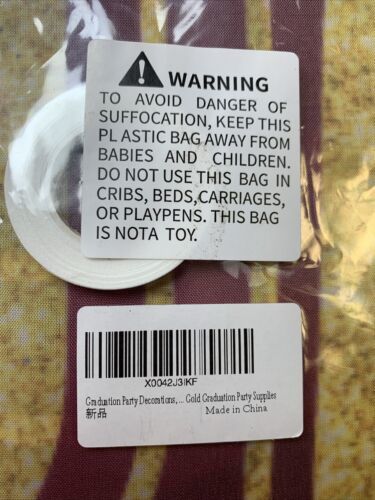 WARNING
TO AVOID DANGER OF
SUFFOCATION, KEEP THIS
PLASTIC BAG AWAY FROM
BABIES AND CHILDREN.
DO NOT USE THIS BAG IN
CRIBS, BEDS,CARRIAGES,
OR PLAYPENS. THIS BAG
IS NOTA TOY.
X0042J3IKF
Graduation Party Decorations, ... Gold Graduation Party Supplies
新品 Made in China